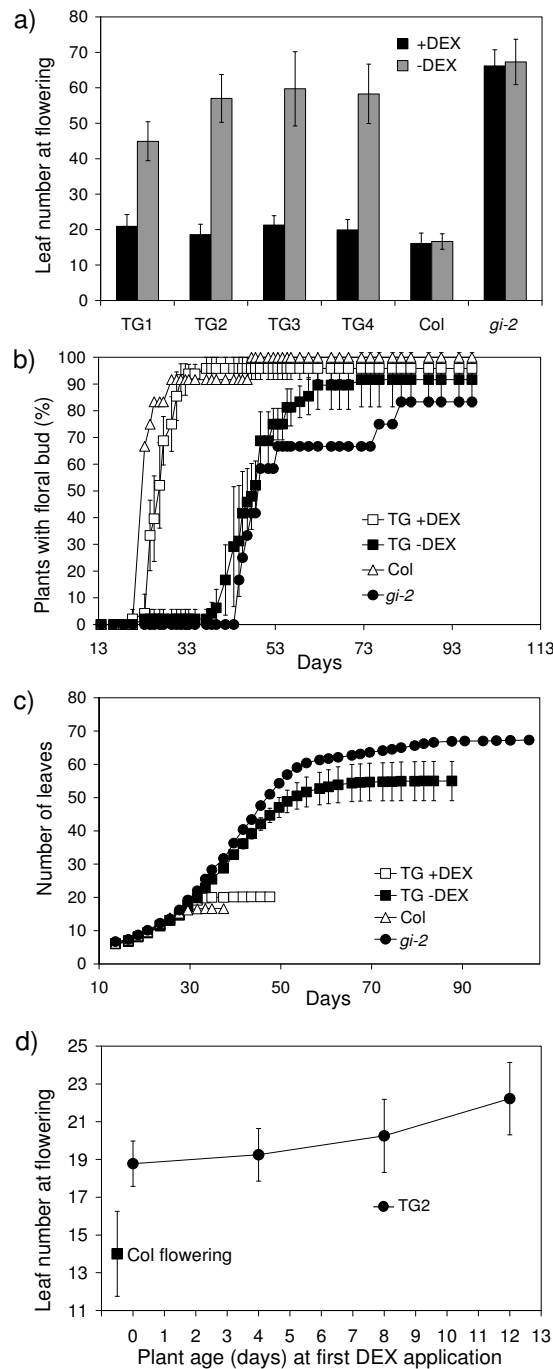 a)
Leaf number at flowering
80
70
60
50
40
30
20
10
0
+DEX
-DEX
TG1 TG2 TG3 TG4 Col gi-2
b)
Plants with floral bud (%)
100
90
80
70
60
50
40
30
20
10
0
TG +DEX
TG -DEX
Col
gi-2
13 33 53 73 93 113
Days
c)
Number of leaves
80
70
60
50
40
30
20
10
0
TG +DEX
TG -DEX
Col
gi-2
10 30 50 70 90
Days
d)
Leaf number at flowering
25
23
21
19
17
15
13
11
TG2
Col flowering
0 1 2 3 4 5 6 7 8 9 10 11 12 13
Plant age (days) at first DEX application